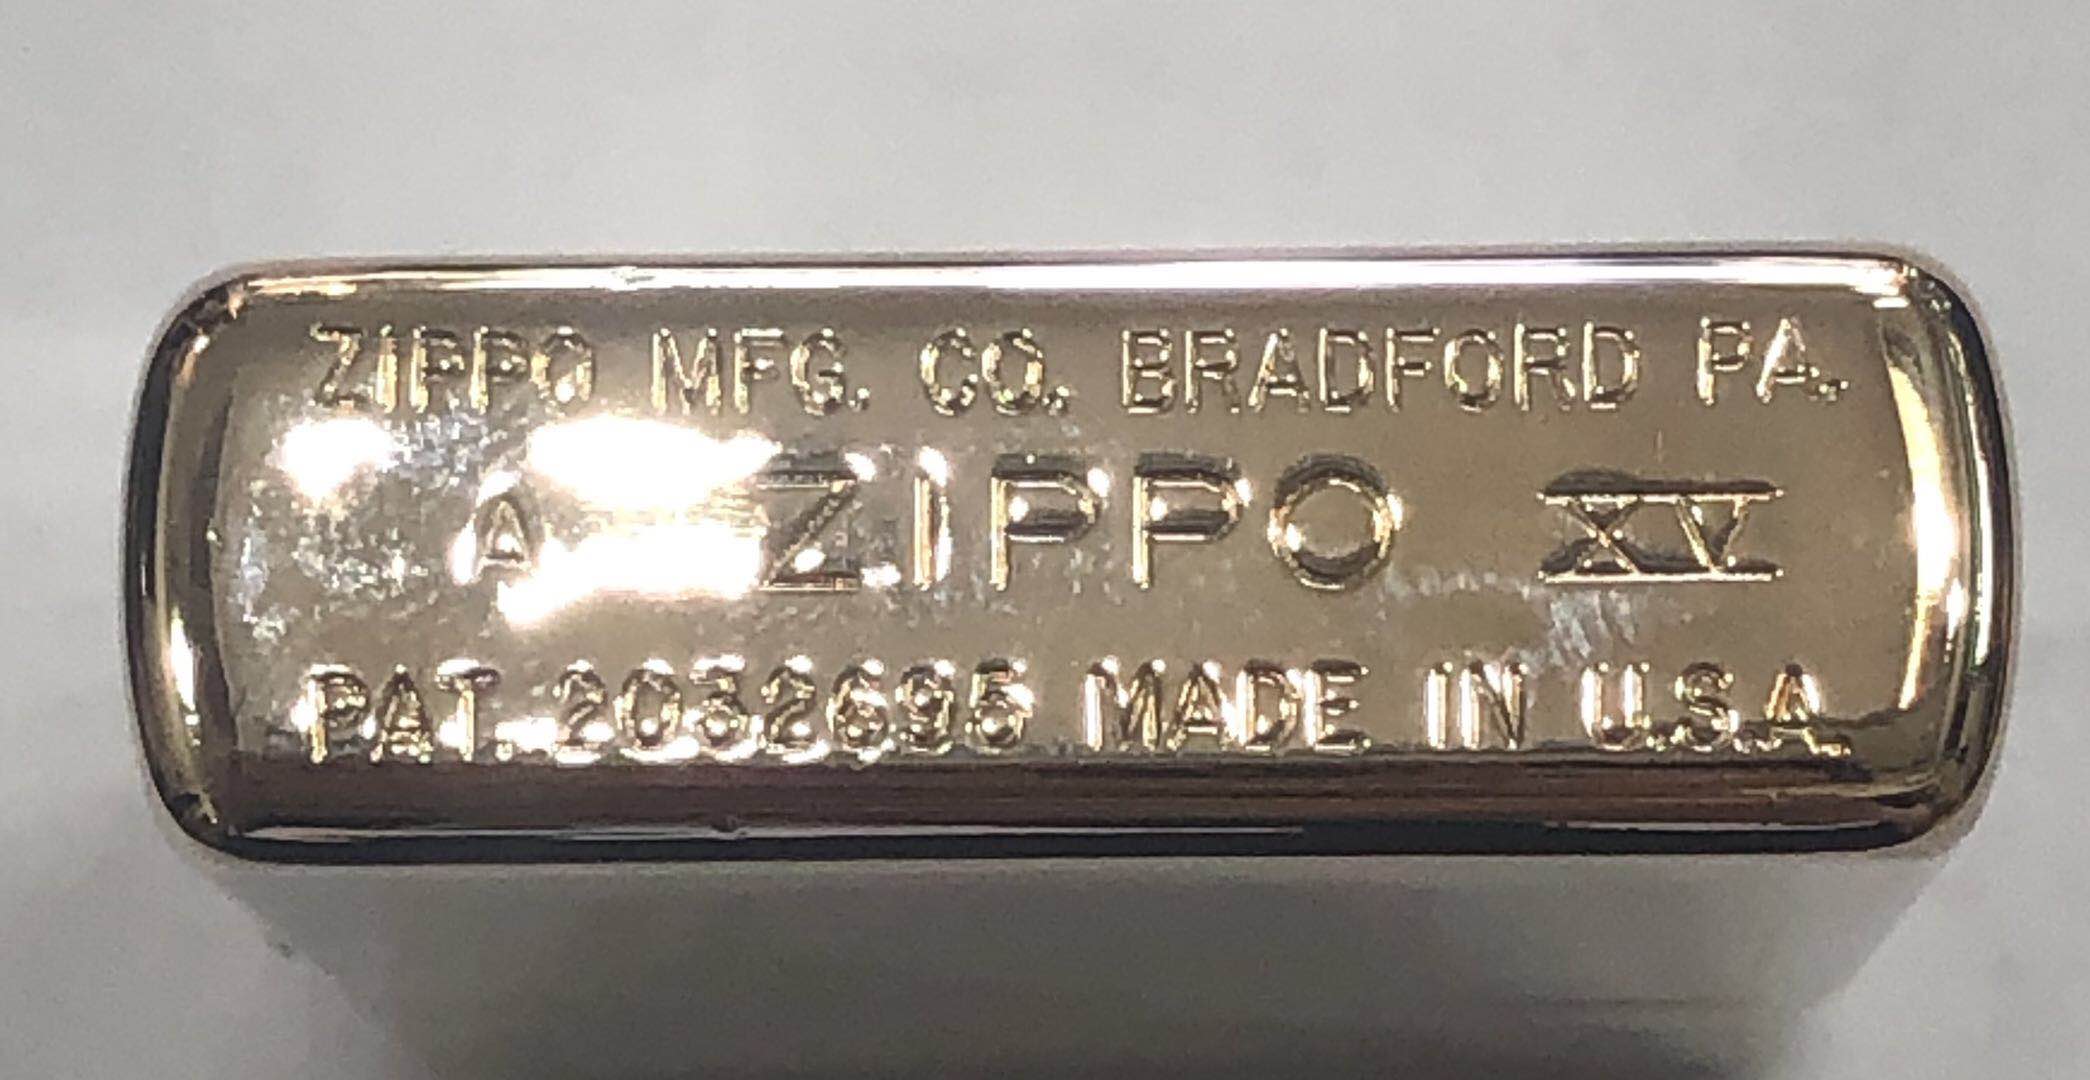 ZIPPO MFG. CO. BRADFORD PA.
A ZIPPO XV
PAT. 2032695 MADE IN U.S.A.